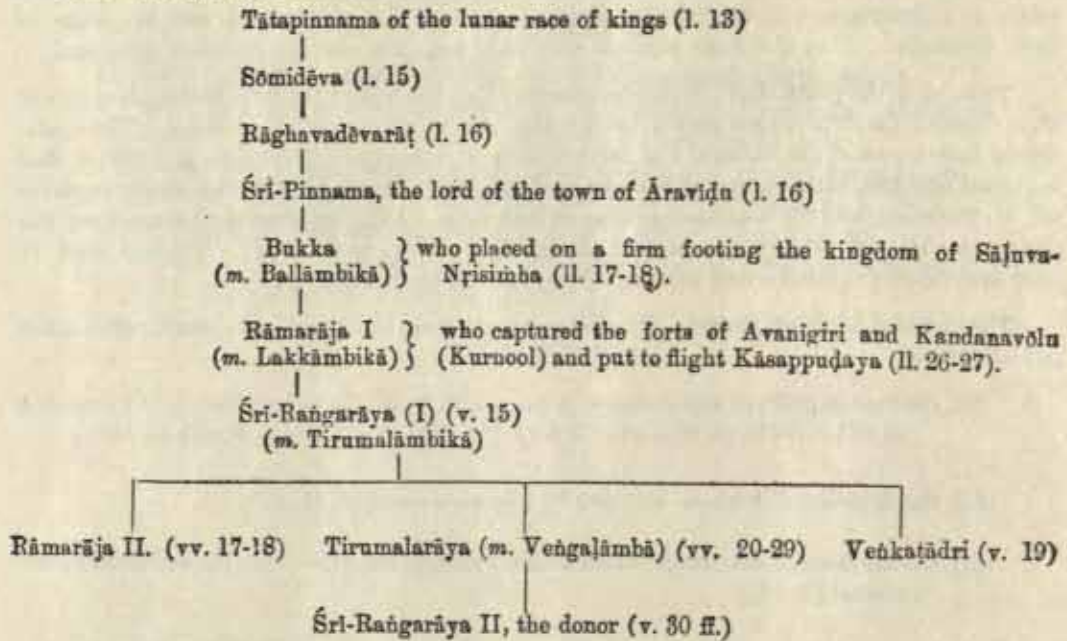 Tātapinnama of the lunar race of kings (l. 13)
Sōmidēva (l. 15)
Rāghavadēvarāṭ (l. 16)
Śrī-Pinnama, the lord of the town of Āravīḍu (l. 16)
Bukka } who placed on a firm footing the kingdom of Sāḷuva-
(m. Ballāmbikā) } Nṛisiṁha (ll. 17-18).
Rāmarāja I } who captured the forts of Avanigiri and Kandanavōlu
(m. Lakkāmbikā) } (Kurnool) and put to flight Kāsappuḍaya (ll. 26-27).
Śrī-Raṅgarāya (I) (v. 15)
(m. Tirumalāmbikā)
Rāmarāja II. (vv. 17-18) Tirumalarāya (m. Veṅgaḷāmbā) (vv. 20-29) Veṅkaṭādri (v. 19)
Śrī-Raṅgarāya II, the donor (v. 30 ff.)